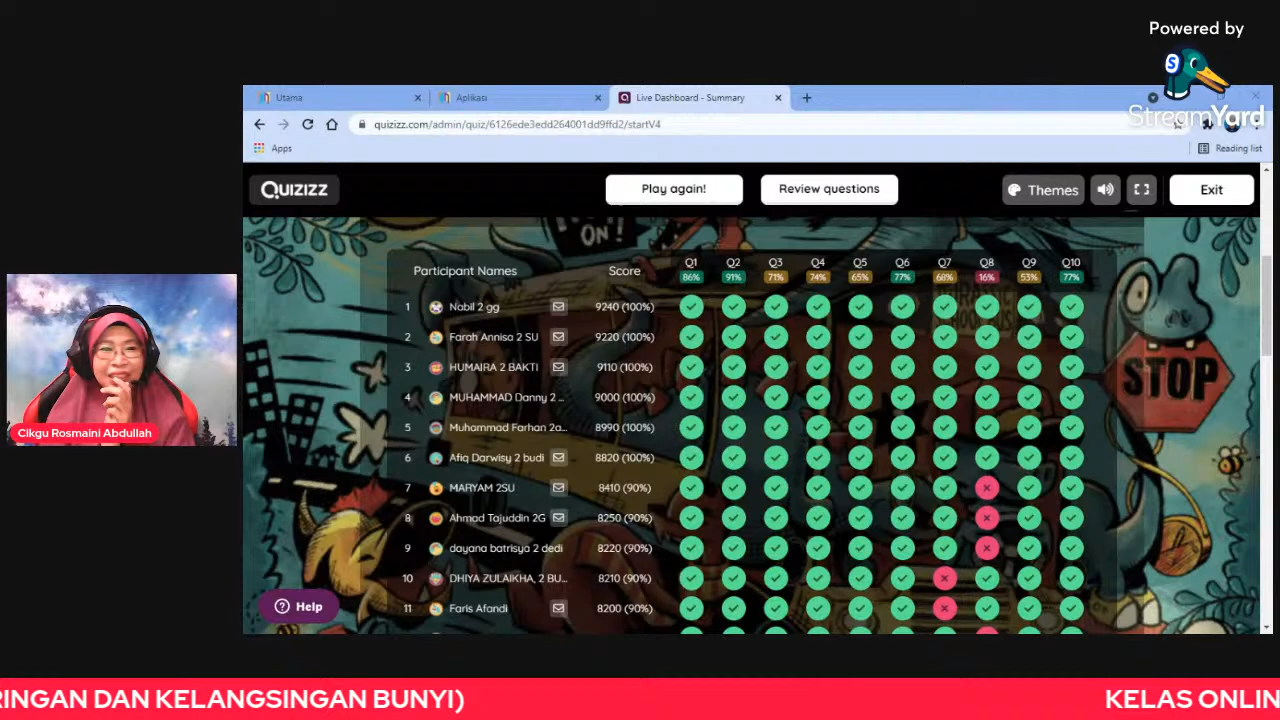 Powered by
StreamYard
Utama
Aplikasi
Live Dashboard - Summary
quizizz.com/admin/quiz/6126ede3edd264001dd9ffd2/startV4
Apps
Reading list
Quizizz
Play again!
Review questions
Themes
Exit
ON!
Participant Names Score Q1 Q2 Q3 Q4 Q5 Q6 Q7 Q8 Q9 Q10
86% 91% 71% 74% 65% 77% 68% 16% 53% 77%
1 Nabil 2 gg 9240 (100%)
2 Farah Annisa 2 SU 9220 (100%)
3 HUMAIRA 2 BAKTI 9110 (100%)
4 MUHAMMAD Danny 2 ... 9000 (100%)
5 Muhammad Farhan 2a... 8990 (100%)
6 Afiq Darwisy 2 budi 8820 (100%)
7 MARYAM 2SU 8410 (90%)
8 Ahmad Tajuddin 2G 8250 (90%)
9 dayana batrisya 2 dedi 8220 (90%)
10 DHIYA ZULAIKHA, 2 BU... 8210 (90%)
11 Faris Afandi 8200 (90%)
STOP
Help
Cikgu Rosmaini Abdullah
RINGAN DAN KELANGSINGAN BUNYI)
KELAS ONLIN